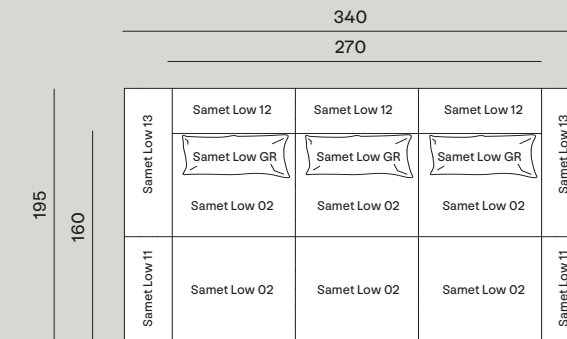 340
270
Samet Low 12 Samet Low 12 Samet Low 12
Samet Low 13
Samet Low 13
Samet Low GR Samet Low GR Samet Low GR
195
160
Samet Low 02 Samet Low 02 Samet Low 02
Samet Low 11
Samet Low 11
Samet Low 02 Samet Low 02 Samet Low 02